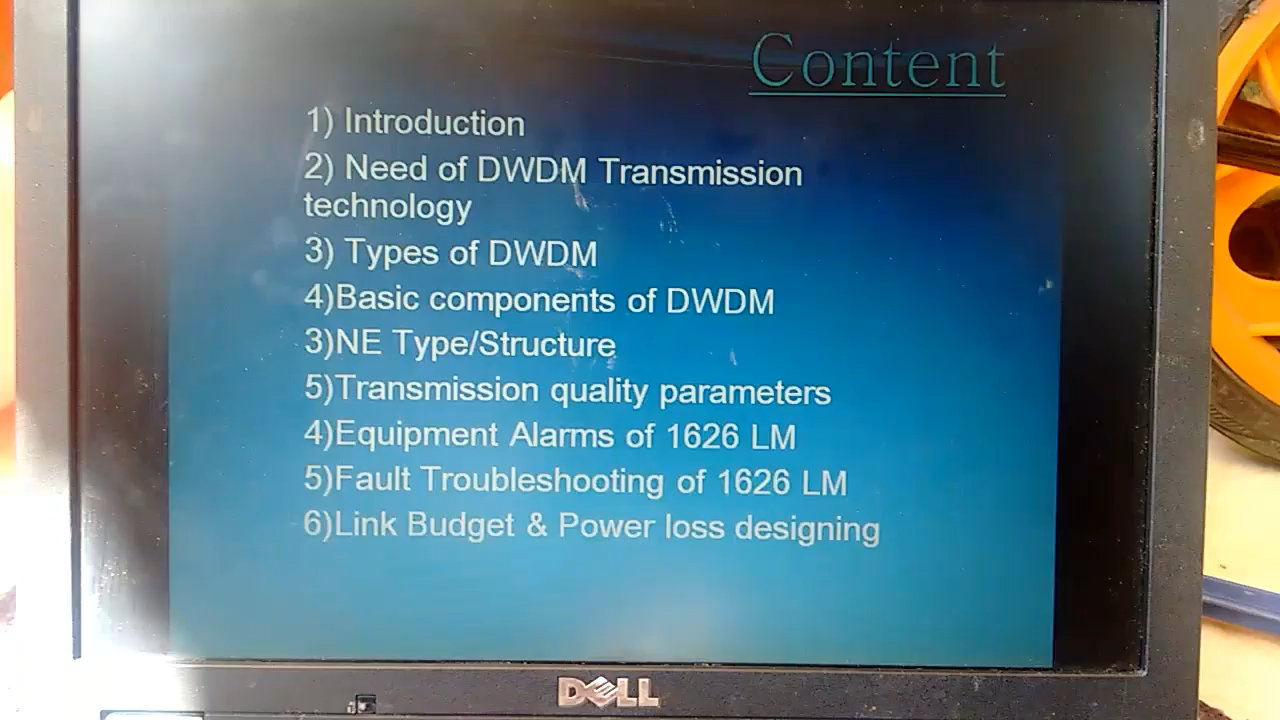 Content
1) Introduction
2) Need of DWDM Transmission
technology
3) Types of DWDM
4)Basic components of DWDM
3)NE Type/Structure
5)Transmission quality parameters
4)Equipment Alarms of 1626 LM
5)Fault Troubleshooting of 1626 LM
6)Link Budget & Power loss designing
DELL